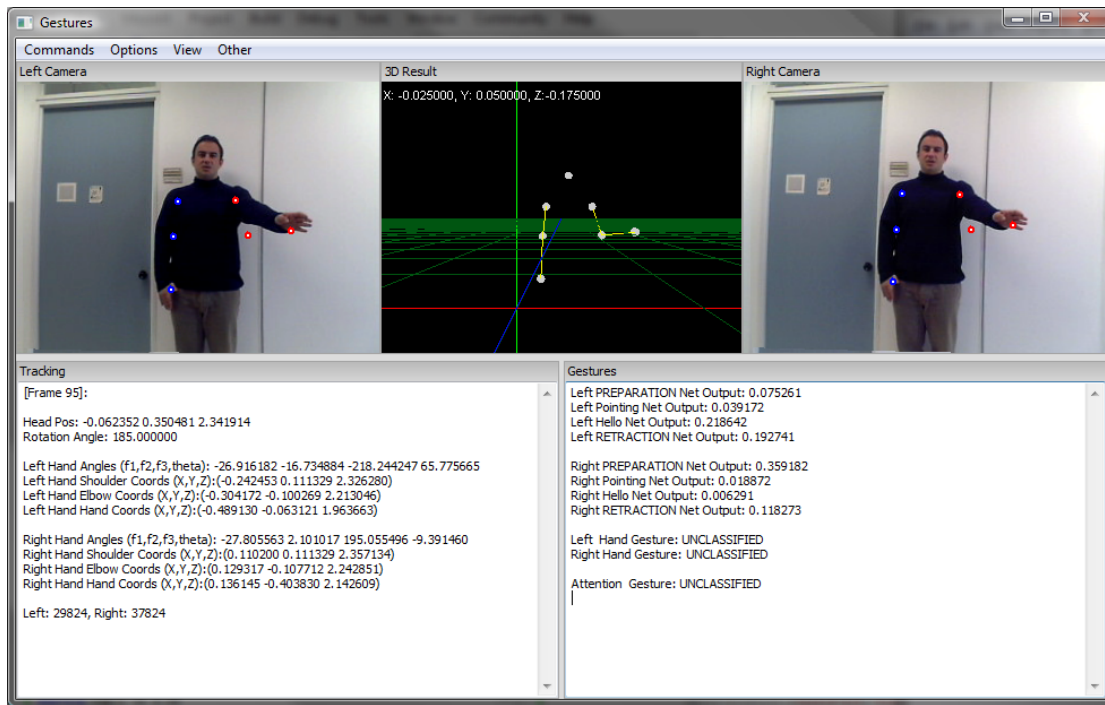 Gestures
Commands Options View Other
Left Camera
3D Result
X: -0.025000, Y: 0.050000, Z:-0.175000
Right Camera
Tracking
[Frame 95]:
Head Pos: -0.062352 0.350481 2.341914
Rotation Angle: 185.000000
Left Hand Angles (f1,f2,f3,theta): -26.916182 -16.734884 -218.244247 65.775665
Left Hand Shoulder Coords (X,Y,Z):(-0.242453 0.111329 2.326280)
Left Hand Elbow Coords (X,Y,Z):(-0.304172 -0.100269 2.213046)
Left Hand Hand Coords (X,Y,Z):(-0.489130 -0.063121 1.963663)
Right Hand Angles (f1,f2,f3,theta): -27.805563 2.101017 195.055496 -9.391460
Right Hand Shoulder Coords (X,Y,Z):(0.110200 0.111329 2.357134)
Right Hand Elbow Coords (X,Y,Z):(0.129317 -0.107712 2.242851)
Right Hand Hand Coords (X,Y,Z):(0.136145 -0.403830 2.142609)
Left: 29824, Right: 37824
Gestures
Left PREPARATION Net Output: 0.075261
Left Pointing Net Output: 0.039172
Left Hello Net Output: 0.218642
Left RETRACTION Net Output: 0.192741
Right PREPARATION Net Output: 0.359182
Right Pointing Net Output: 0.018872
Right Hello Net Output: 0.006291
Right RETRACTION Net Output: 0.118273
Left  Hand Gesture: UNCLASSIFIED
Right Hand Gesture: UNCLASSIFIED
Attention  Gesture: UNCLASSIFIED